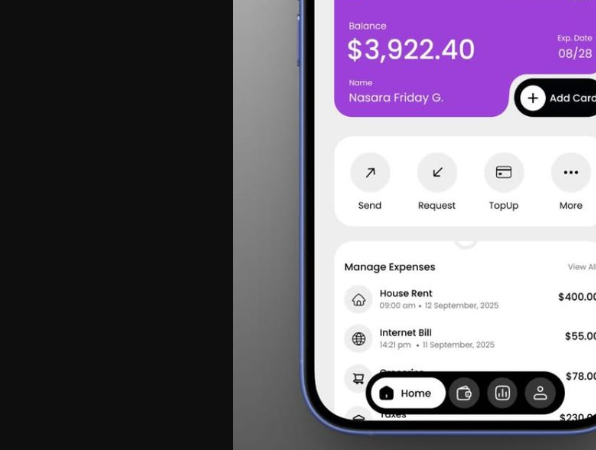 Balance
Exp. Date
$3,922.40
08/28
Name
Nasara Friday G.
Add Card
Send
Request
TopUp
More
Manage Expenses
View All
House Rent
$400.00
09:00 am • 12 September, 2025
Internet Bill
$55.00
14:21 pm • 11 September, 2025
$78.00
Home
Taxes
$230.00